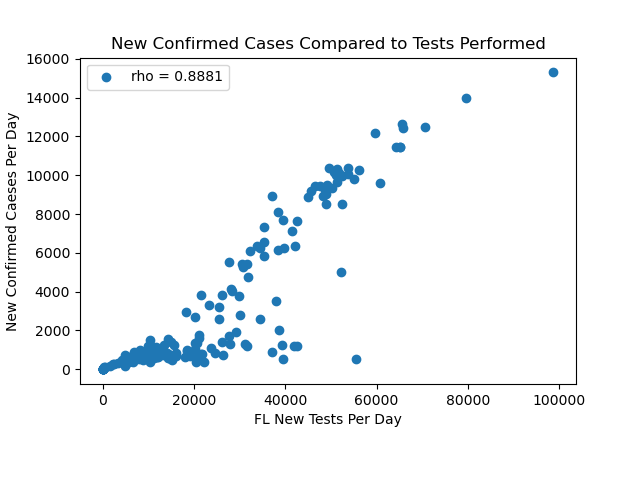 New Confirmed Cases Compared to Tests Performed
rho = 0.8881
New Confirmed Caeses Per Day
16000
14000
12000
10000
8000
6000
4000
2000
0
0 20000 40000 60000 80000 100000
FL New Tests Per Day